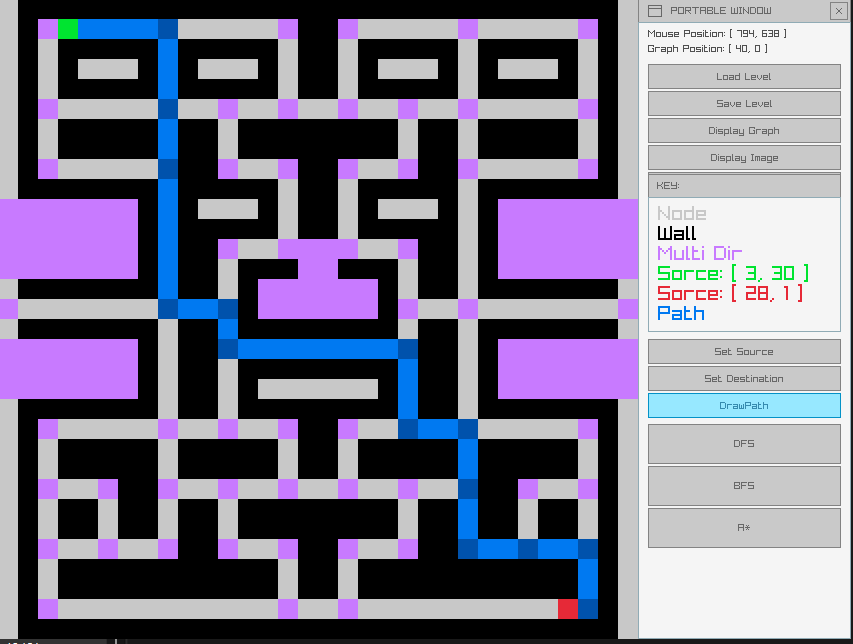 PORTABLE WINDOW
Mouse Position: [ 794, 638 ]
Graph Position: [ 40, 0 ]
Load Level
Save Level
Display Graph
Display Image
KEY:
Node
Wall
Multi Dir
Sorce: [ 3, 30 ]
Sorce: [ 28, 1 ]
Path
Set Source
Set Destination
DrawPath
DFS
BFS
A*